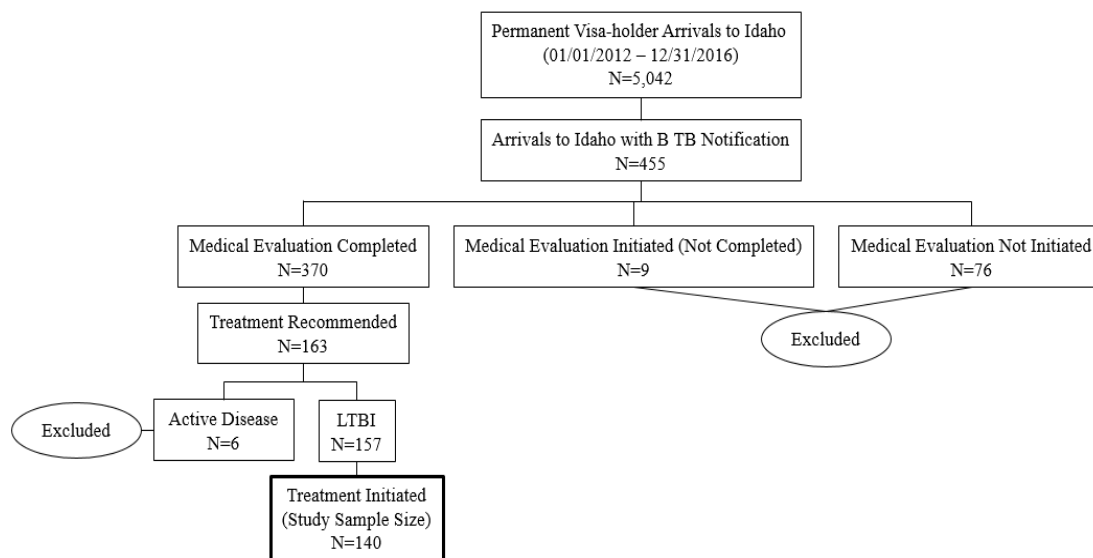 Permanent Visa-holder Arrivals to Idaho
(01/01/2012 – 12/31/2016)
N=5,042
Arrivals to Idaho with B TB Notification
N=455
Medical Evaluation Completed
N=370
Medical Evaluation Initiated (Not Completed)
N=9
Medical Evaluation Not Initiated
N=76
Treatment Recommended
N=163
Excluded
Excluded
Active Disease
N=6
LTBI
N=157
Treatment Initiated
(Study Sample Size)
N=140